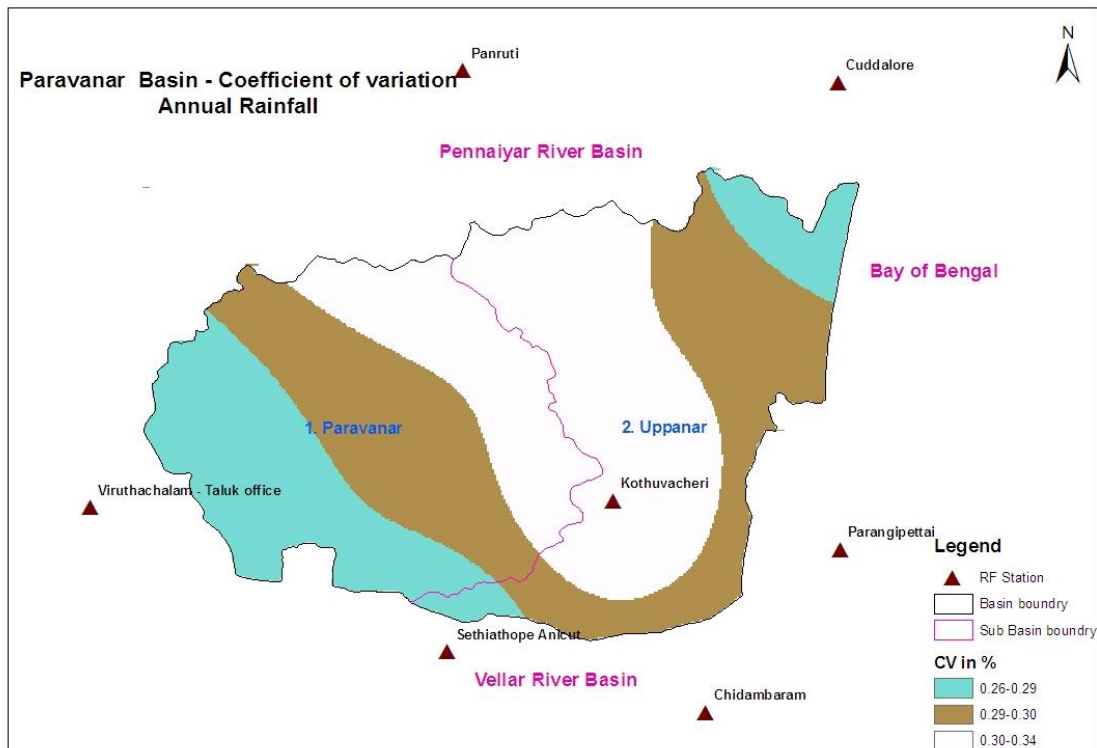 N
Panruti
Cuddalore
Paravanar Basin - Coefficient of variation
Annual Rainfall
Pennaiyar River Basin
Bay of Bengal
1. Paravanar
2. Uppanar
Viruthachalam - Taluk office
Kothuvacheri
Parangipettai
Sethiathope Anicut
Vellar River Basin
Chidambaram
Legend
RF Station
Basin boundry
Sub Basin boundry
CV in %
0.26-0.29
0.29-0.30
0.30-0.34